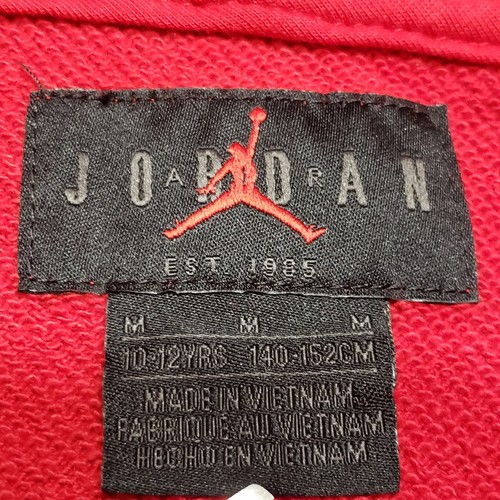 JORDAN
AIR
EST. 1985
M M M
10-12YRS 140-152CM
MADE IN VIETNAM
FABRIQUE AU VIETNAM
HECHO EN VIETNAM